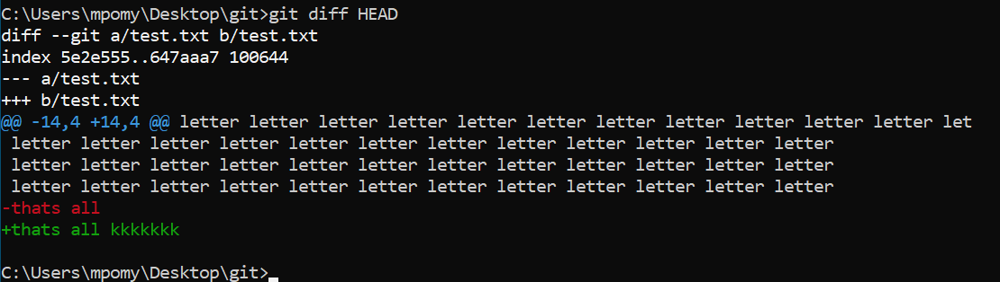 C:\Users\mpomy\Desktop\git>git diff HEAD
diff --git a/test.txt b/test.txt
index 5e2e555..647aaa7 100644
--- a/test.txt
+++ b/test.txt
@@ -14,4 +14,4 @@ letter letter letter letter letter letter letter letter letter letter letter let
 letter letter letter letter letter letter letter letter letter letter letter letter
 letter letter letter letter letter letter letter letter letter letter letter letter
 letter letter letter letter letter letter letter letter letter letter letter letter
-thats all
+thats all kkkkkkk
C:\Users\mpomy\Desktop\git>